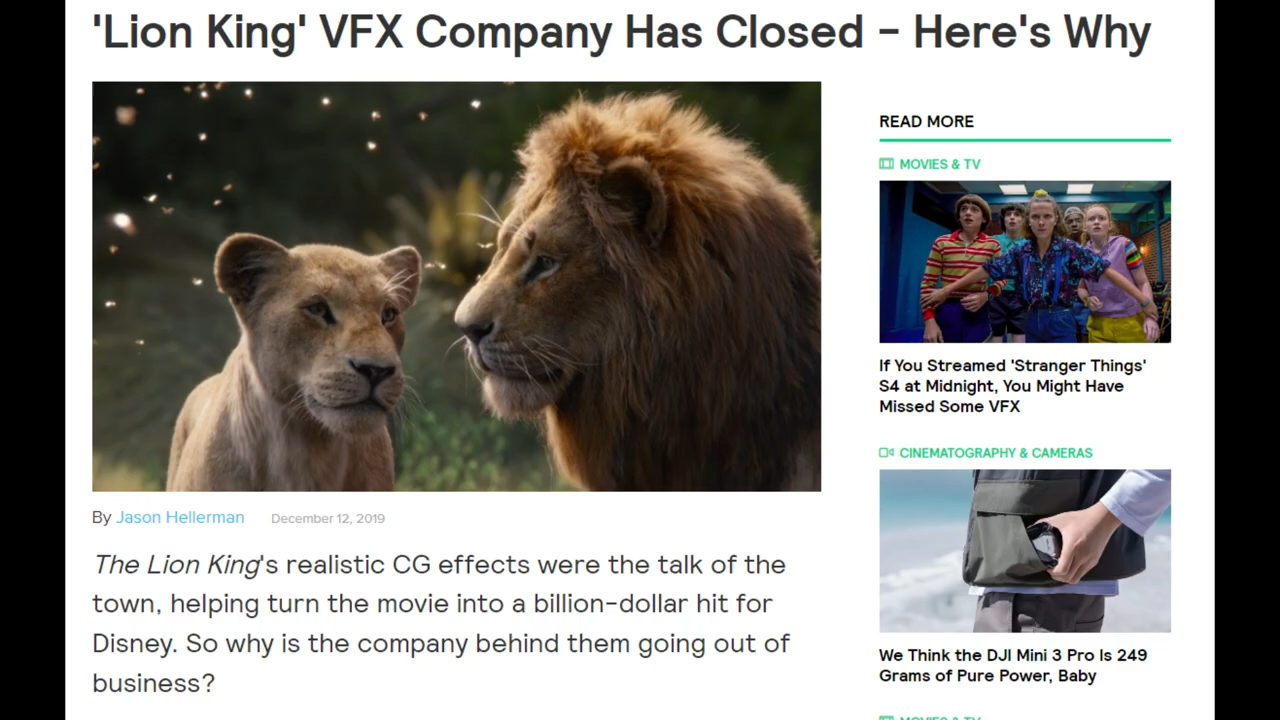 'Lion King' VFX Company Has Closed – Here's Why
By Jason Hellerman December 12, 2019
The Lion King's realistic CG effects were the talk of the
town, helping turn the movie into a billion-dollar hit for
Disney. So why is the company behind them going out of
business?
READ MORE
MOVIES & TV
If You Streamed 'Stranger Things'
S4 at Midnight, You Might Have
Missed Some VFX
CINEMATOGRAPHY & CAMERAS
We Think the DJI Mini 3 Pro Is 249
Grams of Pure Power, Baby
MOVIES & TV